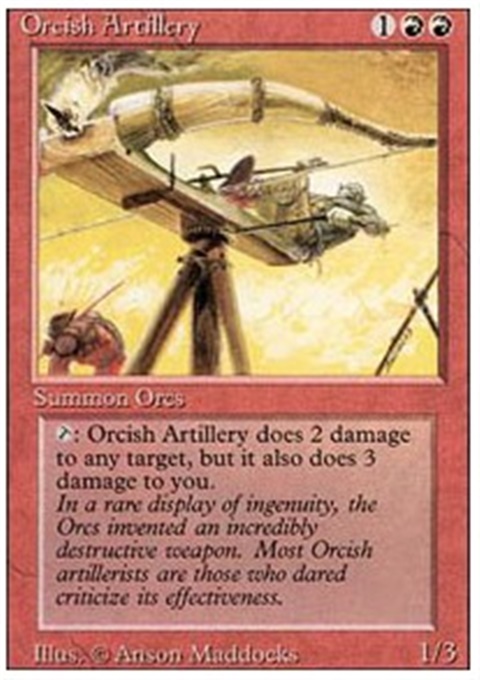 Orcish Artillery 1
Summon Orcs
: Orcish Artillery does 2 damage
to any target, but it also does 3
damage to you.
In a rare display of ingenuity, the
Orcs invented an incredibly
destructive weapon. Most Orcish
artillerists are those who dared
criticize its effectiveness.
Illus. © Anson Maddocks 1/3